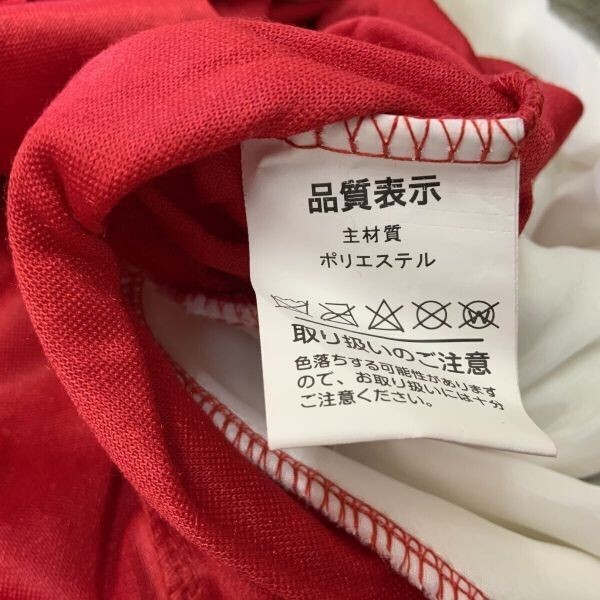 品質表示
主材質
ポリエステル
取り扱いのご注意
色落ちする可能性があります
ので、お取り扱いには十分
ご注意ください。